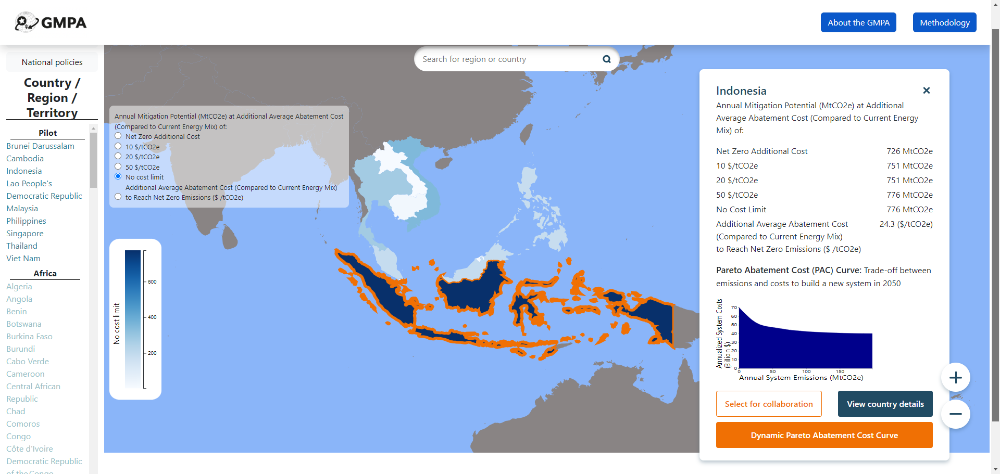 GMPA
About the GMPA
Methodology
National policies
Country /
Region /
Territory
Pilot
Brunei Darussalam
Cambodia
Indonesia
Lao People's
Democratic Republic
Malaysia
Philippines
Singapore
Thailand
Viet Nam
Africa
Algeria
Angola
Benin
Botswana
Burkina Faso
Burundi
Cabo Verde
Cameroon
Central African
Republic
Chad
Comoros
Congo
Côte d'Ivoire
Democratic Republic
of the Congo
Search for region or country
Annual Mitigation Potential (MtCO2e) at Additional Average Abatement Cost
(Compared to Current Energy Mix) of:
Net Zero Additional Cost
10 $/tCO2e
20 $/tCO2e
50 $/tCO2e
No cost limit
Additional Average Abatement Cost (Compared to Current Energy Mix)
to Reach Net Zero Emissions ($ /tCO2e)
No cost limit
600
400
200
Indonesia
Annual Mitigation Potential (MtCO2e) at Additional
Average Abatement Cost (Compared to Current Energy
Mix) of:
Net Zero Additional Cost 726 MtCO2e
10 $/tCO2e 751 MtCO2e
20 $/tCO2e 751 MtCO2e
50 $/tCO2e 776 MtCO2e
No Cost Limit 776 MtCO2e
Additional Average Abatement Cost 24.3 ($/tCO2e)
(Compared to Current Energy Mix)
to Reach Net Zero Emissions ($ /tCO2e)
Pareto Abatement Cost (PAC) Curve: Trade-off between
emissions and costs to build a new system in 2050
Annualized System Costs
(Billion $)
70
60
50
40
30
20
10
0
0 50 100 150
Annual System Emissions (MtCO2e)
Select for collaboration
View country details
Dynamic Pareto Abatement Cost Curve